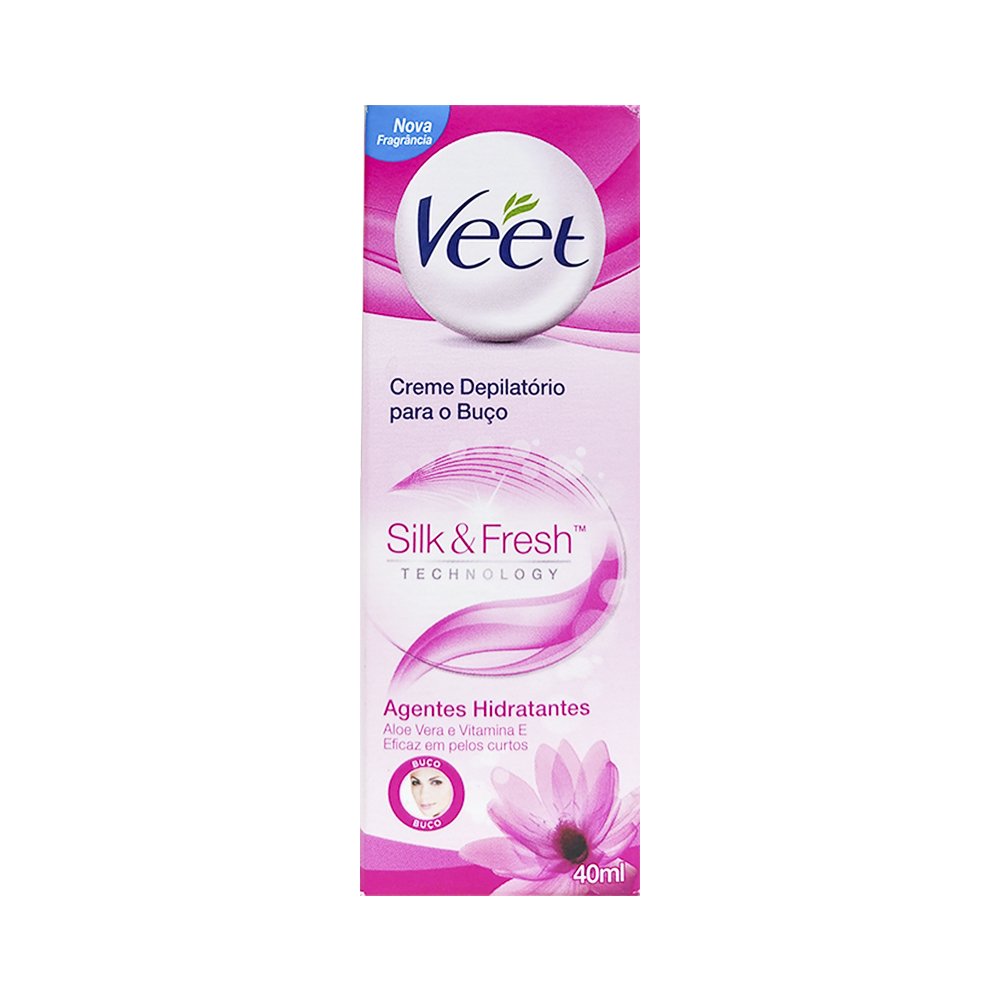 Nova
Fragrância
Veet
Creme Depilatório
para o Buço
Silk & Fresh™
TECHNOLOGY
Agentes Hidratantes
Aloe Vera e Vitamina E
Eficaz em pelos curtos
BUÇO
BUÇO
40ml